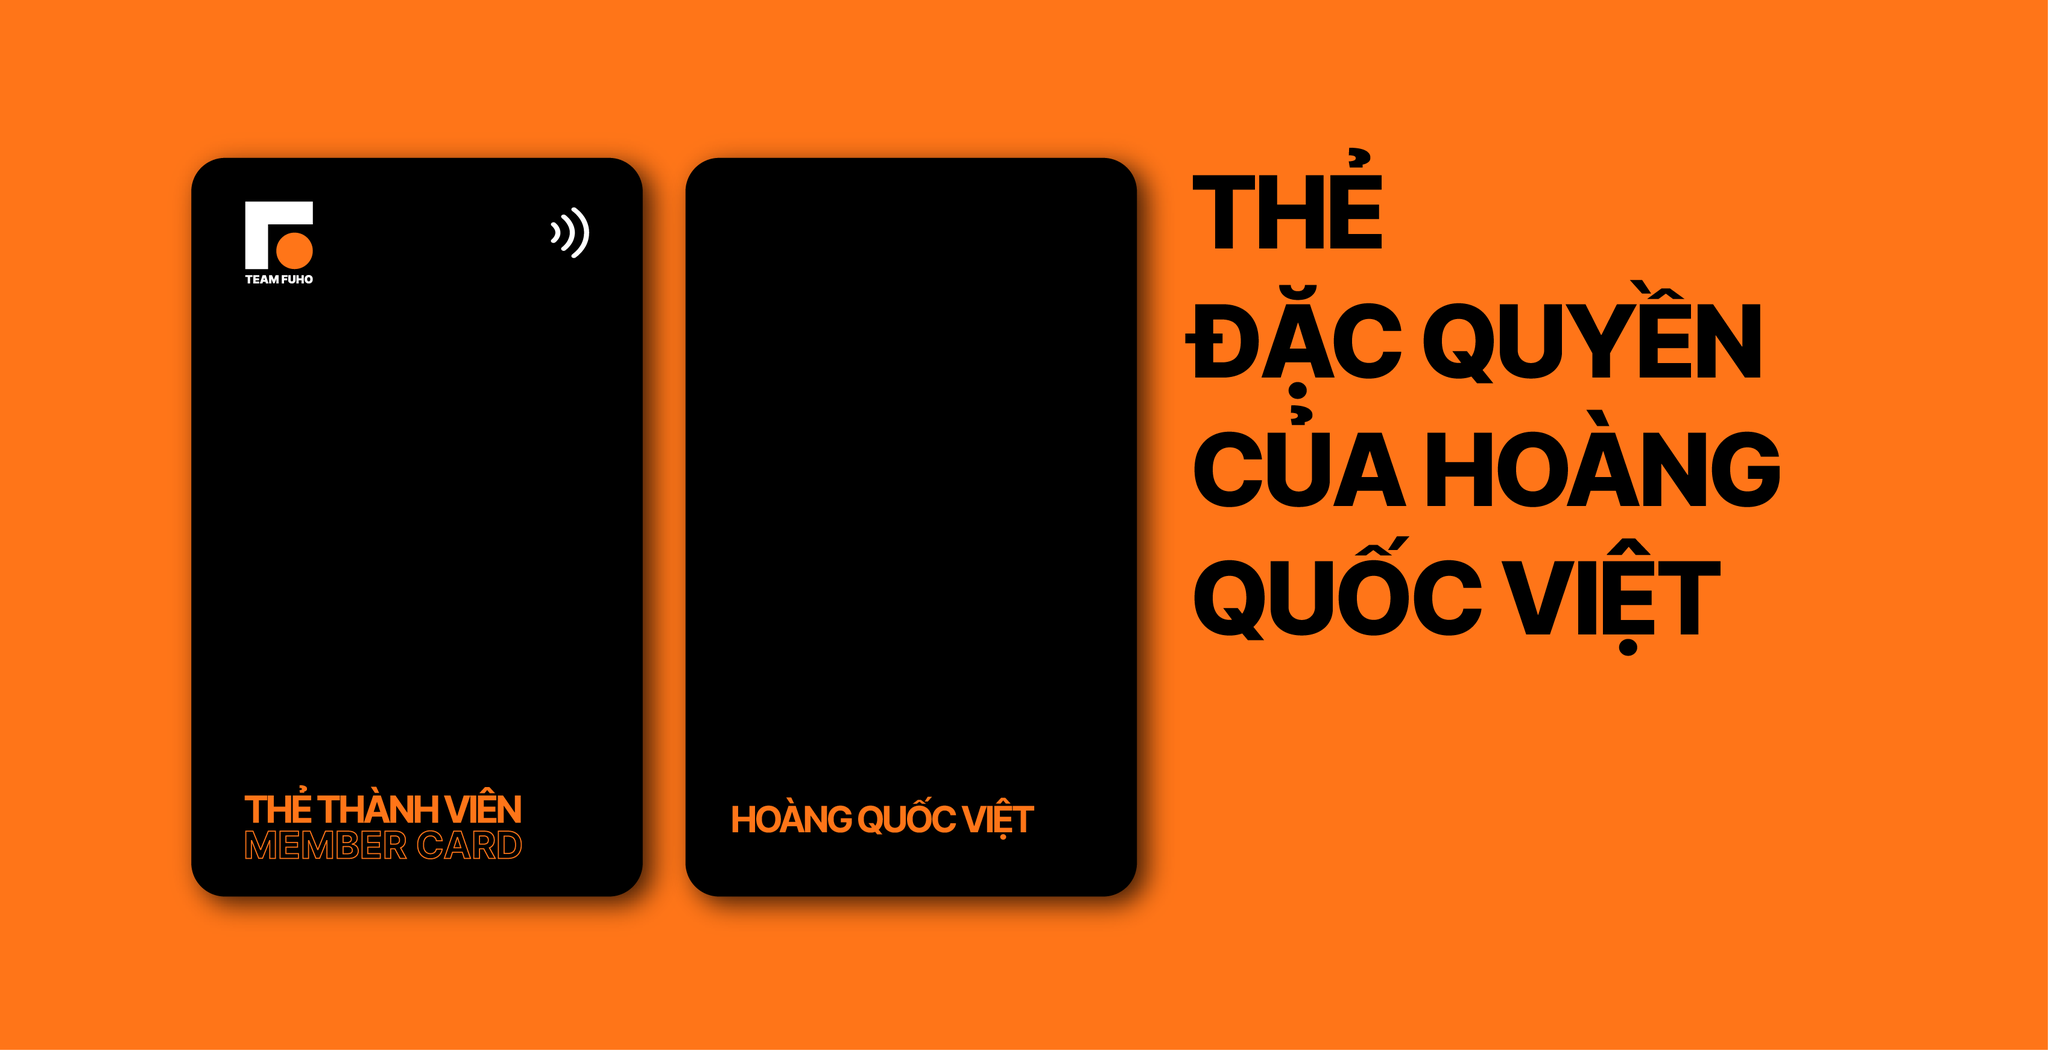 TEAM FUHO
THẺ THÀNH VIÊN
MEMBER CARD
HOÀNG QUỐC VIỆT
THẺ
ĐẶC QUYỀN
CỦA HOÀNG
QUỐC VIỆT